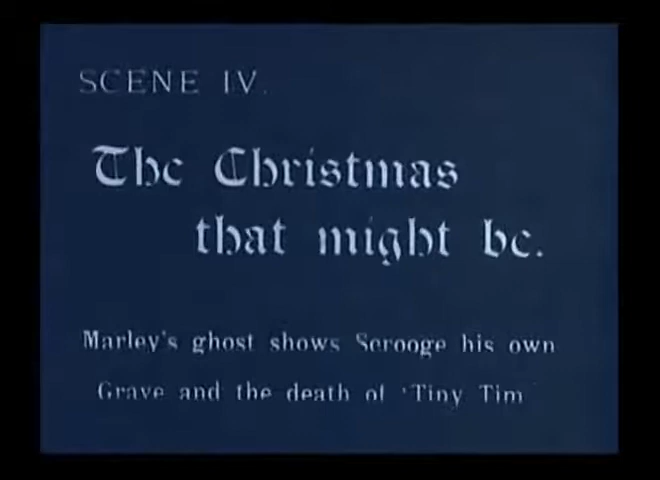 SCENE IV.
The Christmas
that might be.
Marley's ghost shows Scrooge his own
Grave and the death of 'Tiny Tim